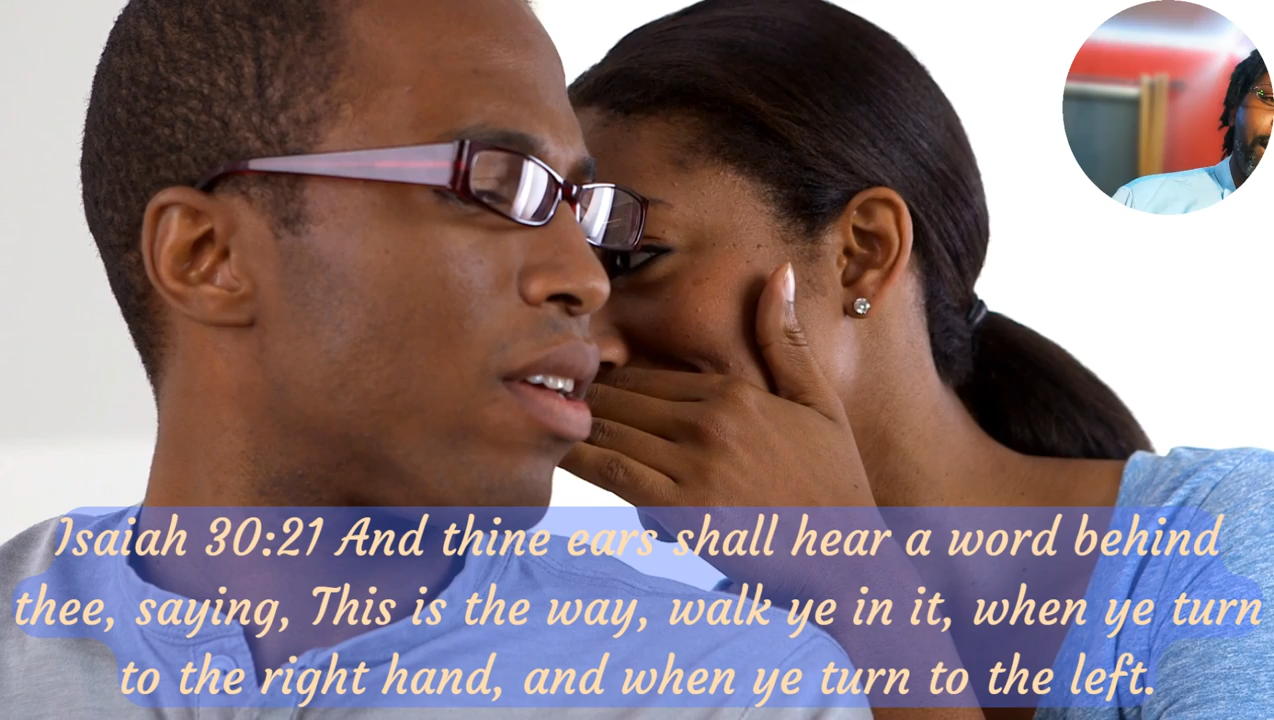 Isaiah 30:21 And thine ears shall hear a word behind
thee, saying, This is the way, walk ye in it, when ye turn
to the right hand, and when ye turn to the left.